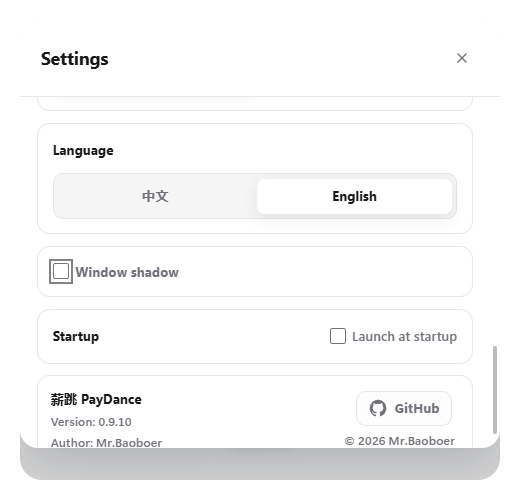 Settings
Language
中文 English
Window shadow
Startup Launch at startup
薪跳 PayDance
Version: 0.9.10
GitHub
Author: Mr.Baoboer
© 2026 Mr.Baoboer